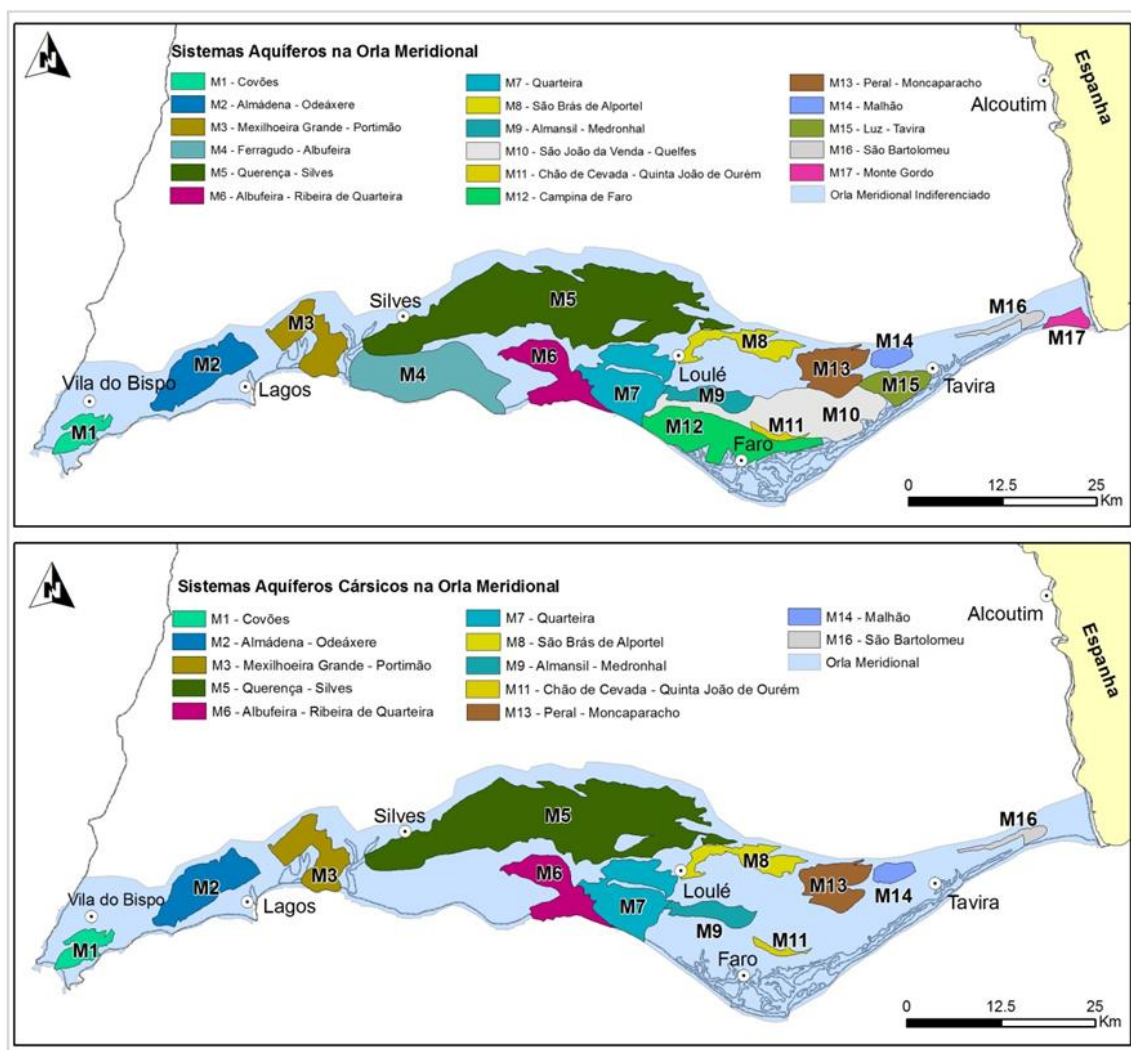 N
Sistemas Aquíferos na Orla Meridional
M1 - Covões
M2 - Almádena - Odeáxere
M3 - Mexilhoeira Grande - Portimão
M4 - Ferragudo - Albufeira
M5 - Querença - Silves
M6 - Albufeira - Ribeira de Quarteira
M7 - Quarteira
M8 - São Brás de Alportel
M9 - Almansil - Medronhal
M10 - São João da Venda - Quelfes
M11 - Chão de Cevada - Quinta João de Ourém
M12 - Campina de Faro
M13 - Peral - Moncaparacho
M14 - Malhão
M15 - Luz - Tavira
M16 - São Bartolomeu
M17 - Monte Gordo
Orla Meridional Indiferenciado
Espanha
Alcoutim
Silves
M5
M3
M16
M17
M2
M6
M8
M14
Vila do Bispo
Lagos
M4
Loulé
M13
M15
Tavira
M7
M9
M10
M1
M12
M11
Faro
0 12.5 25
Km
N
Sistemas Aquíferos Cársicos na Orla Meridional
M1 - Covões
M2 - Almádena - Odeáxere
M3 - Mexilhoeira Grande - Portimão
M5 - Querença - Silves
M6 - Albufeira - Ribeira de Quarteira
M7 - Quarteira
M8 - São Brás de Alportel
M9 - Almansil - Medronhal
M11 - Chão de Cevada - Quinta João de Ourém
M13 - Peral - Moncaparacho
M14 - Malhão
M16 - São Bartolomeu
Orla Meridional
Espanha
Alcoutim
Silves
M5
M16
M2
M3
M6
M8
Vila do Bispo
Lagos
Loulé
M13
M14
Tavira
M7
M9
M1
M11
Faro
0 12.5 25
Km